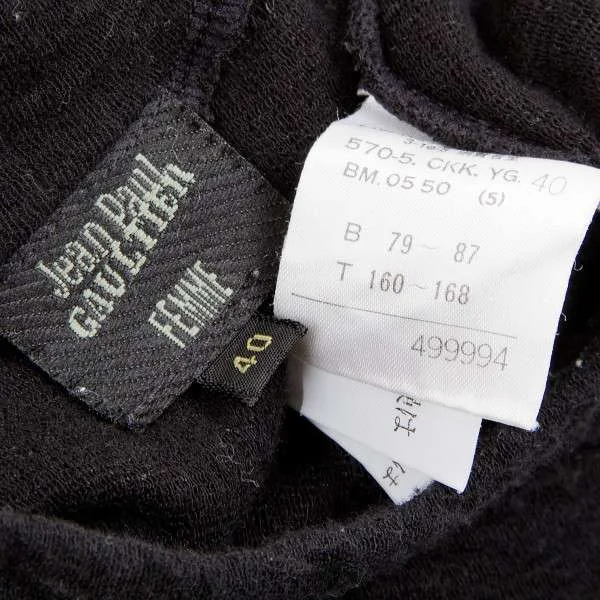 Jean Paul
GAULTIER
FEMME
40
570-5. CKK. YG. 40
BM. 05 50 (5)
B 79~87
T 160~168
499994